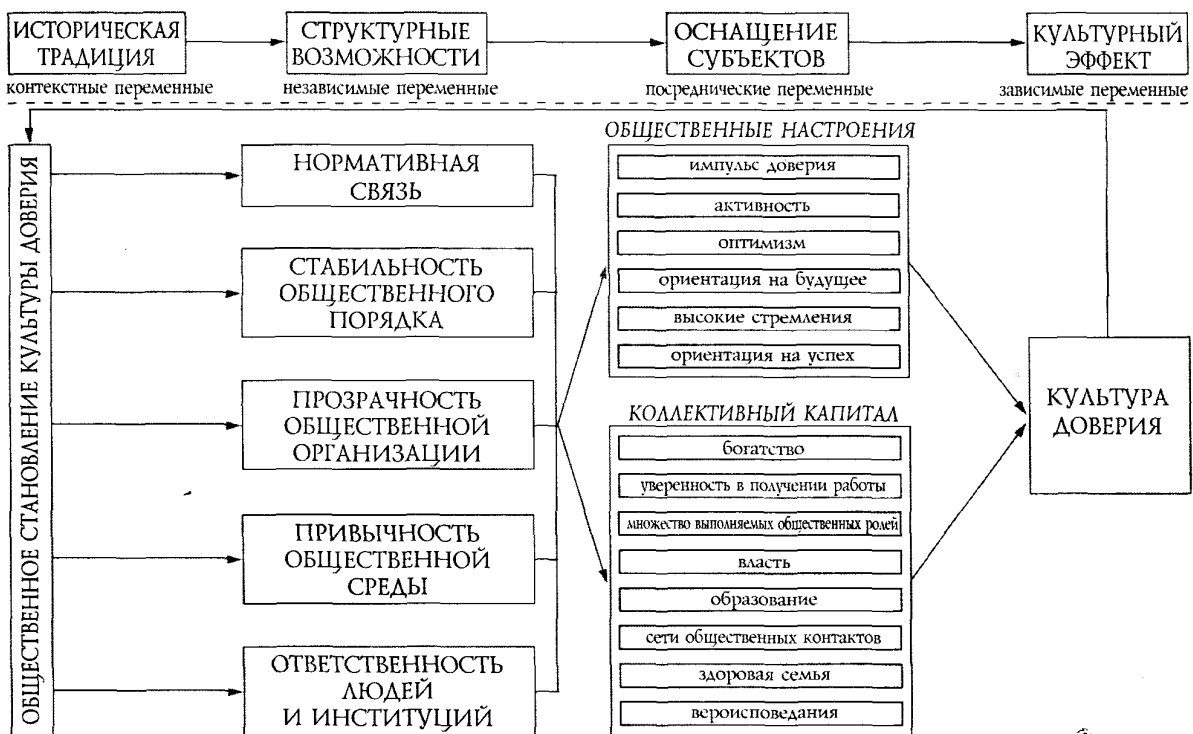 ИСТОРИЧЕСКАЯ
ТРАДИЦИЯ
СТРУКТУРНЫЕ
ВОЗМОЖНОСТИ
ОСНАЩЕНИЕ
СУБЪЕКТОВ
КУЛЬТУРНЫЙ
ЭФФЕКТ
контекстные переменные
независимые переменные
посреднические переменные
зависимые переменные
ОБЩЕСТВЕННОЕ СТАНОВЛЕНИЕ КУЛЬТУРЫ ДОВЕРИЯ
НОРМАТИВНАЯ
СВЯЗЬ
СТАБИЛЬНОСТЬ
ОБЩЕСТВЕННОГО
ПОРЯДКА
ПРОЗРАЧНОСТЬ
ОБЩЕСТВЕННОЙ
ОРГАНИЗАЦИИ
ПРИВЫЧНОСТЬ
ОБЩЕСТВЕННОЙ
СРЕДЫ
ОТВЕТСТВЕННОСТЬ
ЛЮДЕЙ
И ИНСТИТУЦИЙ
ОБЩЕСТВЕННЫЕ НАСТРОЕНИЯ
импульс доверия
активность
оптимизм
ориентация на будущее
высокие стремления
ориентация на успех
КОЛЛЕКТИВНЫЙ КАПИТАЛ
богатство
уверенность в получении работы
множество выполняемых общественных ролей
власть
образование
сети общественных контактов
здоровая семья
вероисповедания
КУЛЬТУРА
ДОВЕРИЯ